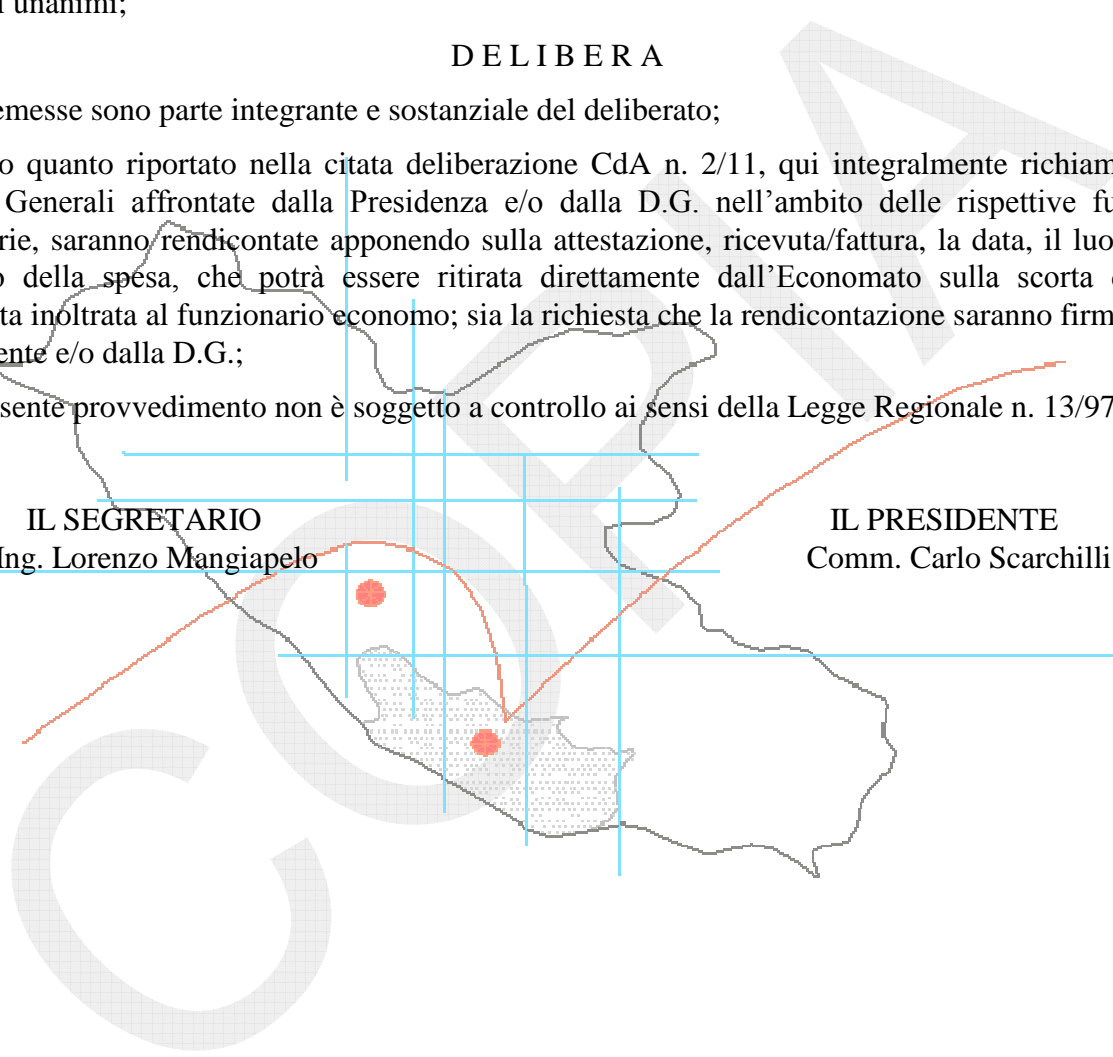 i unanimi;
D E L I B E R A
emesse sono parte integrante e sostanziale del deliberato;
o quanto riportato nella citata deliberazione CdA n. 2/11, qui integralmente richiam
Generali affrontate dalla Presidenza e/o dalla D.G. nell’ambito delle rispettive fu
rie, saranno rendicontate apponendo sulla attestazione, ricevuta/fattura, la data, il luo
o della spesa, che potrà essere ritirata direttamente dall’Economato sulla scorta
ta inoltrata al funzionario economo; sia la richiesta che la rendicontazione saranno firm
ente e/o dalla D.G.;
sente provvedimento non è soggetto a controllo ai sensi della Legge Regionale n. 13/97
IL SEGRETARIO IL PRESIDENTE
Ing. Lorenzo Mangiapelo Comm. Carlo Scarchilli
COPIA